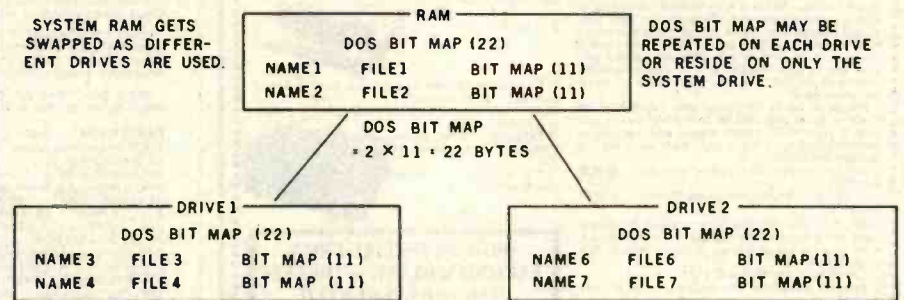 SYSTEM RAM GETS
SWAPPED AS DIFFER-
ENT DRIVES ARE USED.
RAM
DOS BIT MAP (22)
NAME1 FILE1 BIT MAP (11)
NAME2 FILE2 BIT MAP (11)
DOS BIT MAP MAY BE
REPEATED ON EACH DRIVE
OR RESIDE ON ONLY THE
SYSTEM DRIVE.
DOS BIT MAP
= 2 × 11 = 22 BYTES
DRIVE1
DOS BIT MAP (22)
NAME3 FILE3 BIT MAP (11)
NAME4 FILE4 BIT MAP (11)
DRIVE2
DOS BIT MAP (22)
NAME6 FILE6 BIT MAP (11)
NAME7 FILE7 BIT MAP (11)